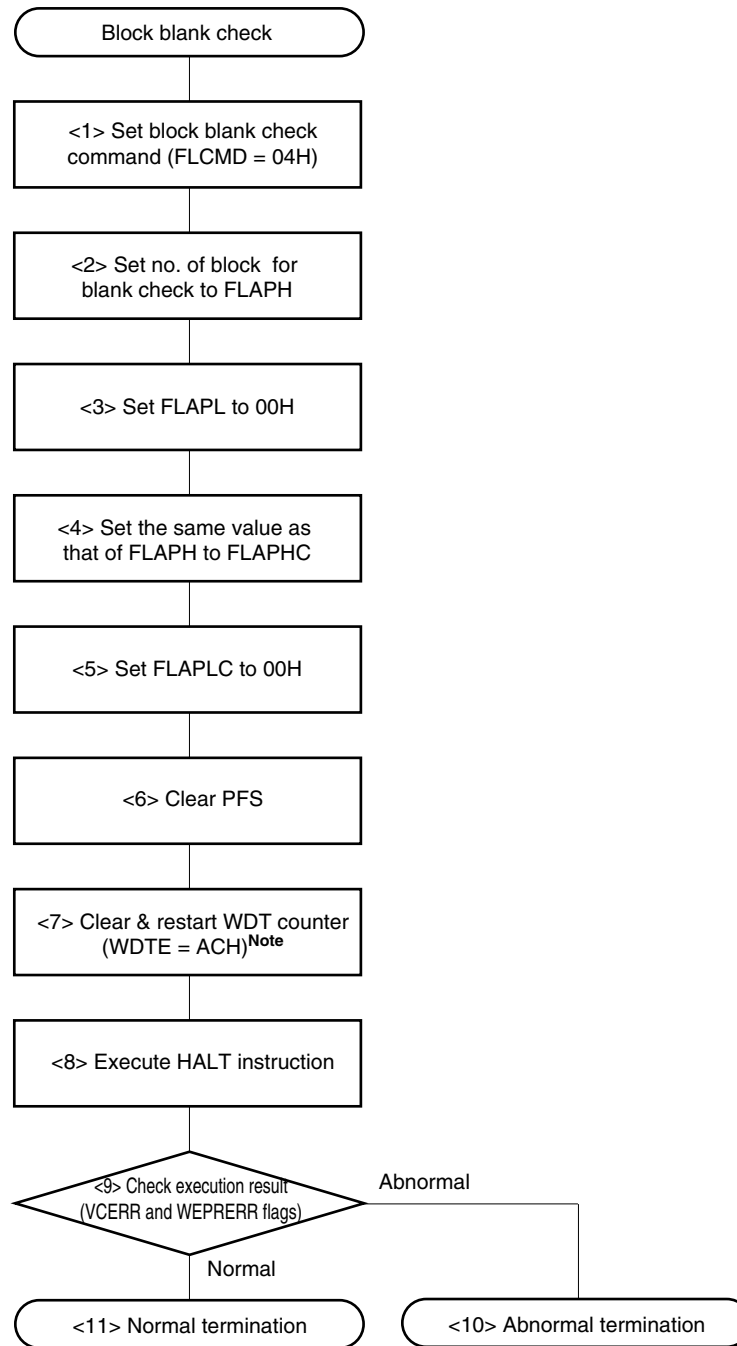 Block blank check
<1> Set block blank check
command (FLCMD = 04H)
<2> Set no. of block for
blank check to FLAPH
<3> Set FLAPL to 00H
<4> Set the same value as
that of FLAPH to FLAPHC
<5> Set FLAPLC to 00H
<6> Clear PFS
<7> Clear & restart WDT counter
(WDTE = ACH)Note
<8> Execute HALT instruction
<9> Check execution result
(VCERR and WEPRERR flags)
Abnormal
Normal
<11> Normal termination
<10> Abnormal termination